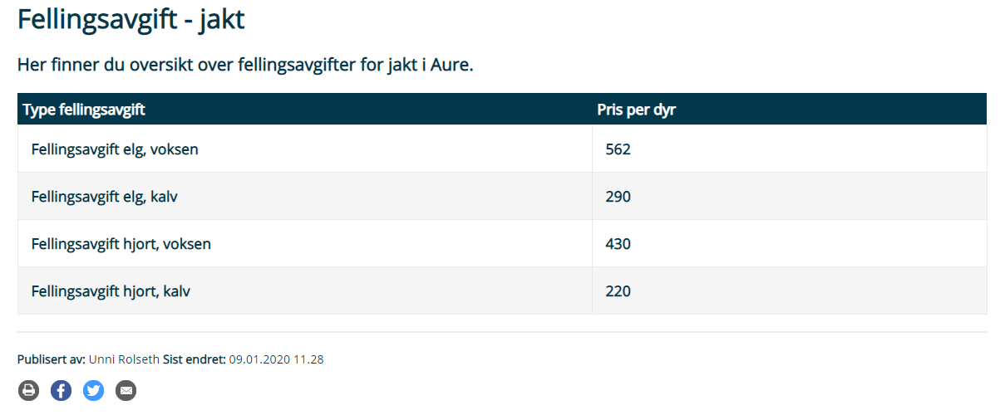 Fellingsavgift - jakt
Her finner du oversikt over fellingsavgifter for jakt i Aure.
Type fellingsavgift Pris per dyr
Fellingsavgift elg, voksen 562
Fellingsavgift elg, kalv 290
Fellingsavgift hjort, voksen 430
Fellingsavgift hjort, kalv 220
Publisert av: Unni Rolseth Sist endret: 09.01.2020 11.28